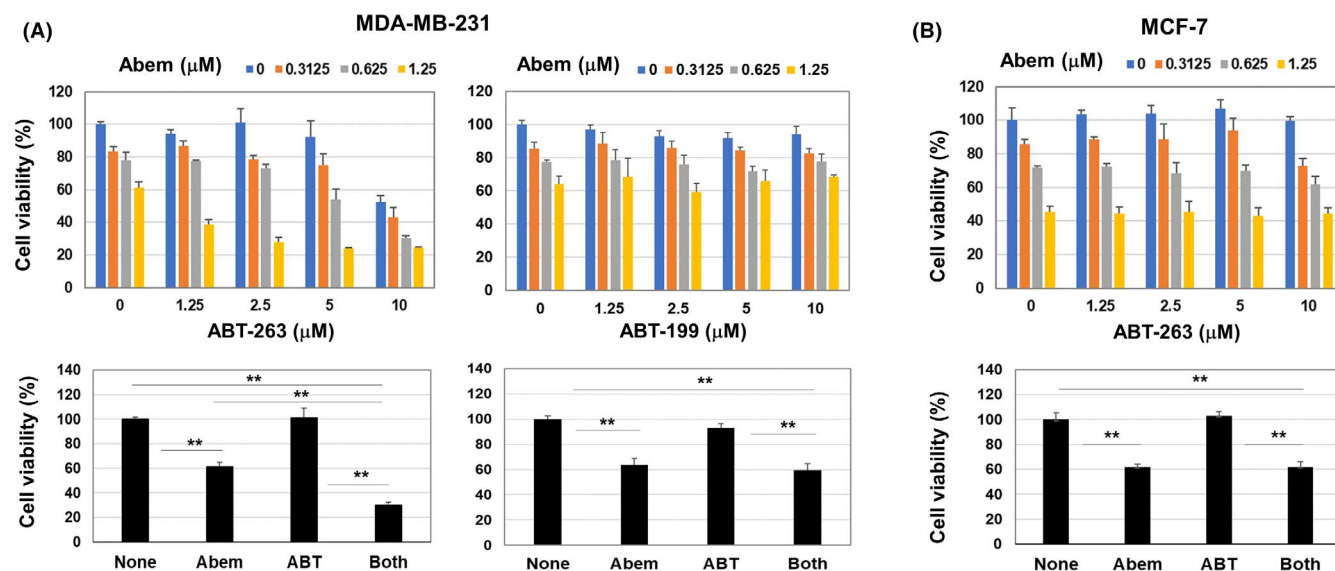 (A)
MDA-MB-231
Abem (μM) 0 0.3125 0.625 1.25
Cell viability (%)
120
100
80
60
40
20
0
0 1.25 2.5 5 10
ABT-263 (μM)
Abem (μM) 0 0.3125 0.625 1.25
120
100
80
60
40
20
0
0 1.25 2.5 5 10
ABT-199 (μM)
Cell viability (%)
140
120
100
80
60
40
20
0
**
**
**
**
None Abem ABT Both
140
120
100
80
60
40
20
0
**
**
**
None Abem ABT Both
(B)
MCF-7
Abem (μM) 0 0.3125 0.625 1.25
Cell viability (%)
120
100
80
60
40
20
0
0 1.25 2.5 5 10
ABT-263 (μM)
Cell viability (%)
140
120
100
80
60
40
20
0
**
**
**
None Abem ABT Both